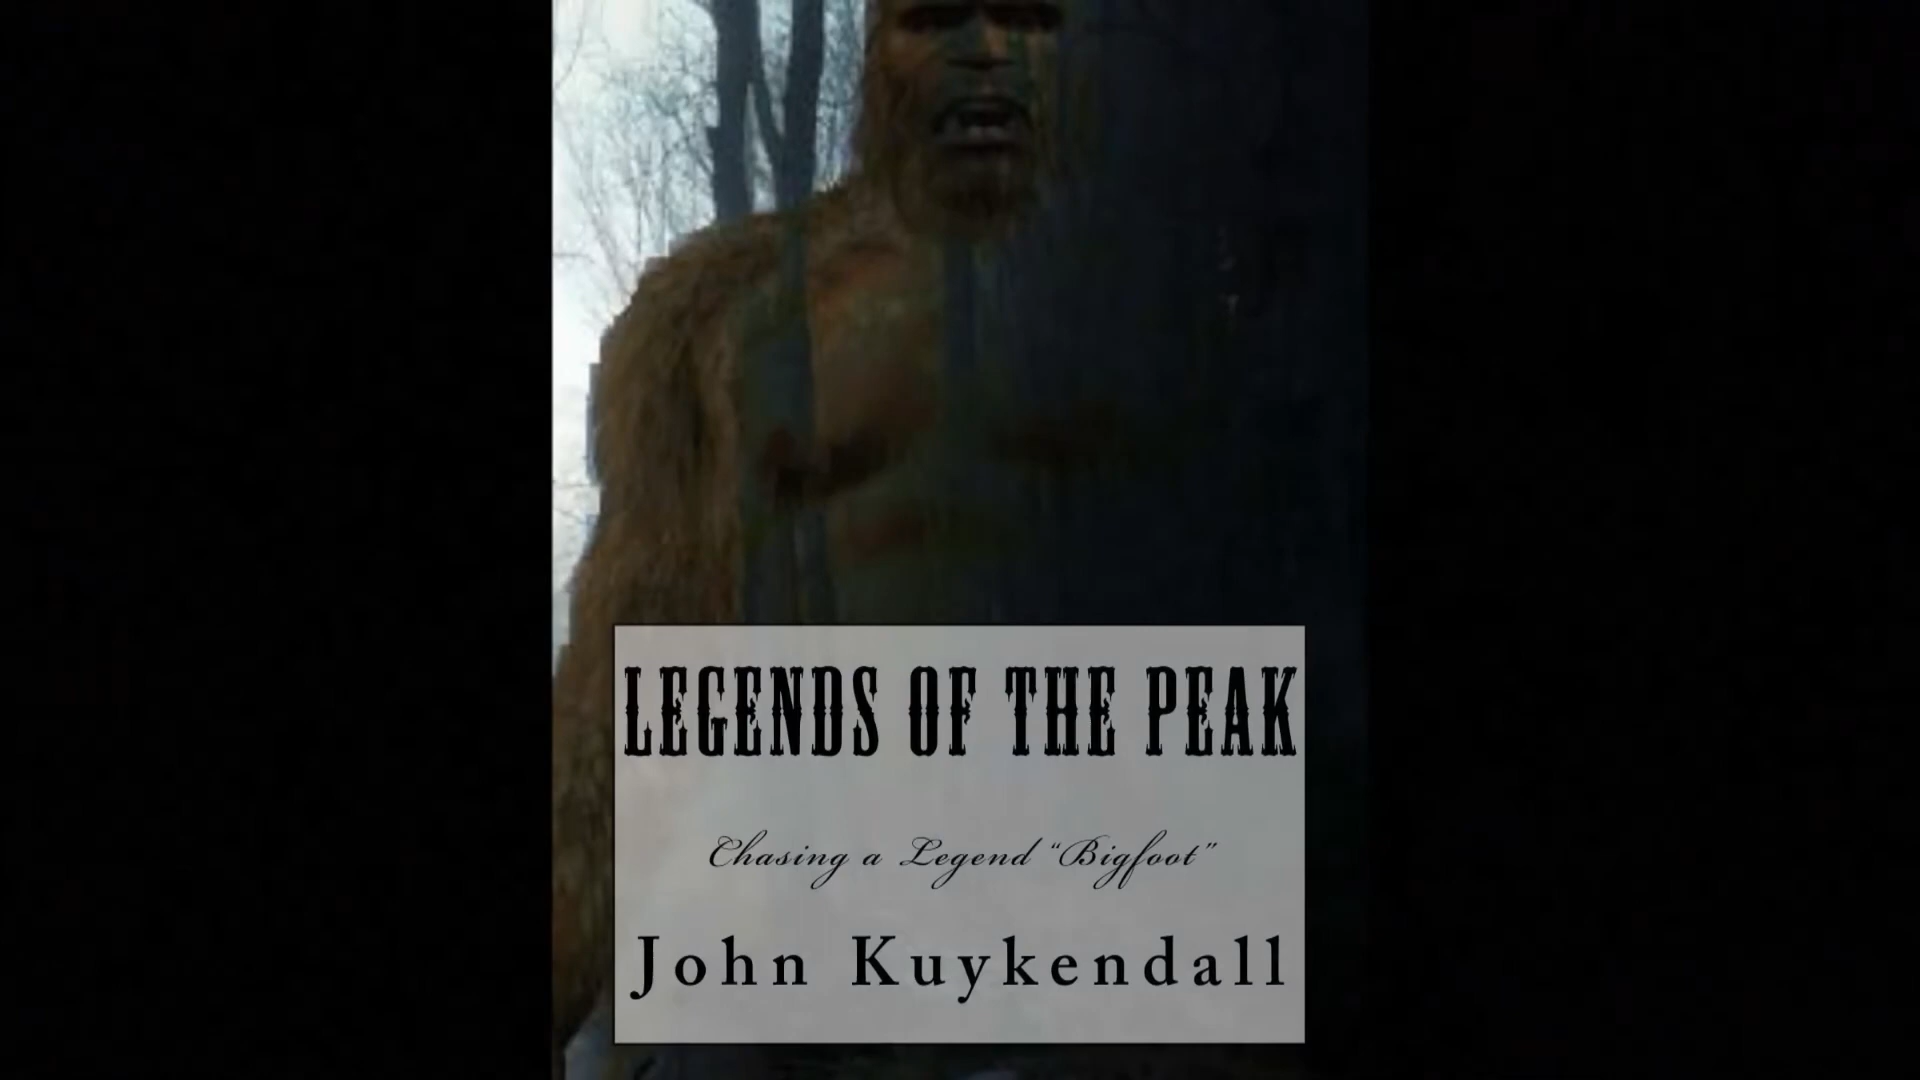 LEGENDS OF THE PEAK
Chasing a Legend “Bigfoot”
John Kuykendall